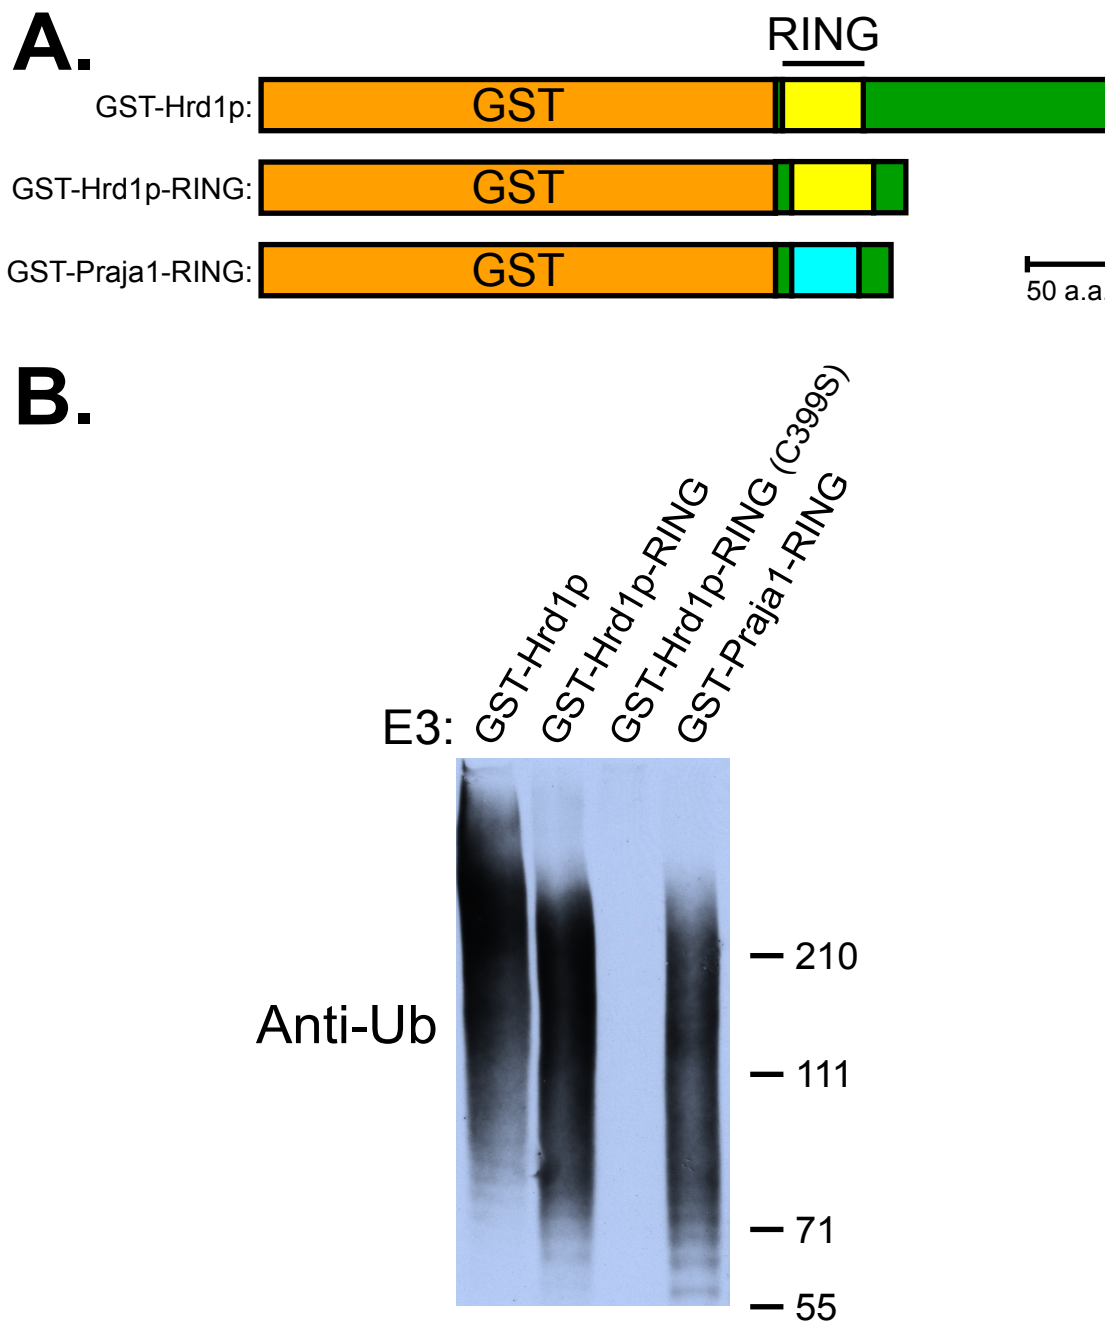 A.
RING
GST-Hrd1p:
GST
GST-Hrd1p-RING:
GST
GST-Praja1-RING:
GST
50 a.a.
B.
E3:
GST-Hrd1p
GST-Hrd1p-RING
GST-Hrd1p-RING (C399S)
GST-Praja1-RING
Anti-Ub
210
111
71
55